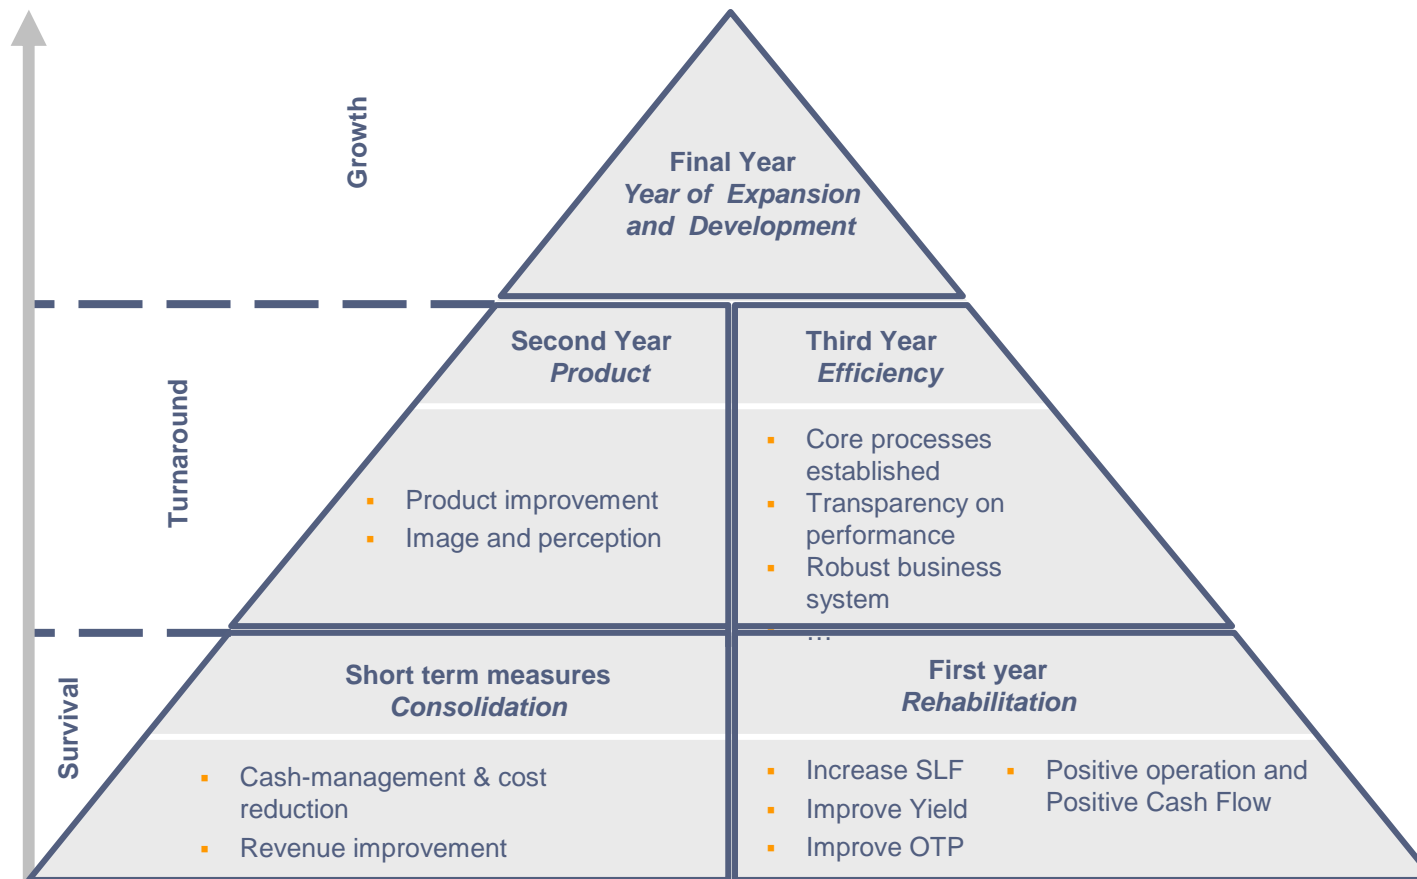 Growth
Final Year
Year of Expansion
and Development
Turnaround
Second Year
Product
Product improvement
Image and perception
Third Year
Efficiency
Core processes
established
Transparency on
performance
Robust business
system
…
Survival
Short term measures
Consolidation
Cash-management & cost
reduction
Revenue improvement
First year
Rehabilitation
Increase SLF
Improve Yield
Improve OTP
Positive operation and
Positive Cash Flow